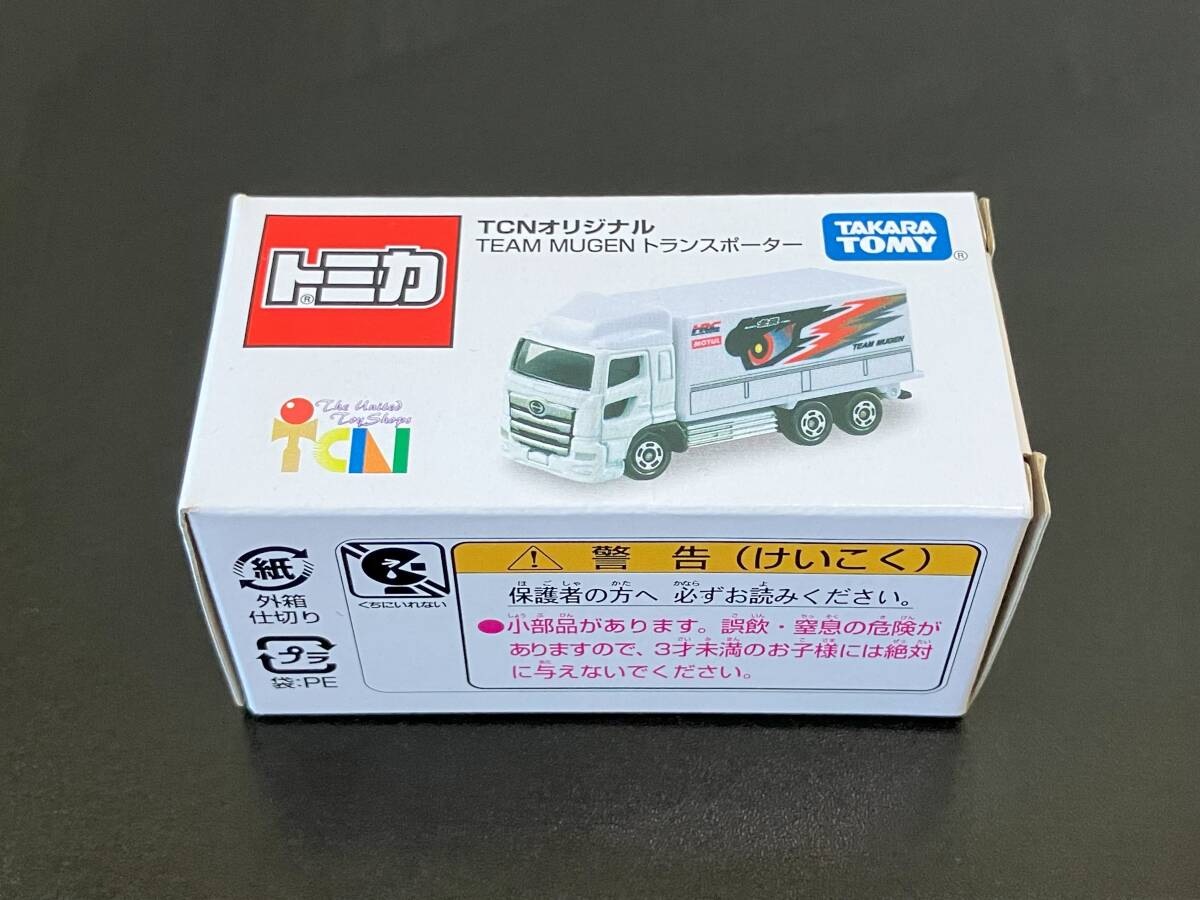 トミカ
®
TCNオリジナル
TEAM MUGEN トランスポーター
TAKARA
TOMY
®
The United
Toy Shops
TCN
HRC
MOTUL
無限
TEAM MUGEN
紙
外箱
仕切り
プラ
袋:PE
くちにいれない
警告(けいこく)
保護者の方へ 必ずお読みください。
●小部品があります。誤飲・窒息の危険が
ありますので、3才未満のお子様には絶対
に与えないでください。